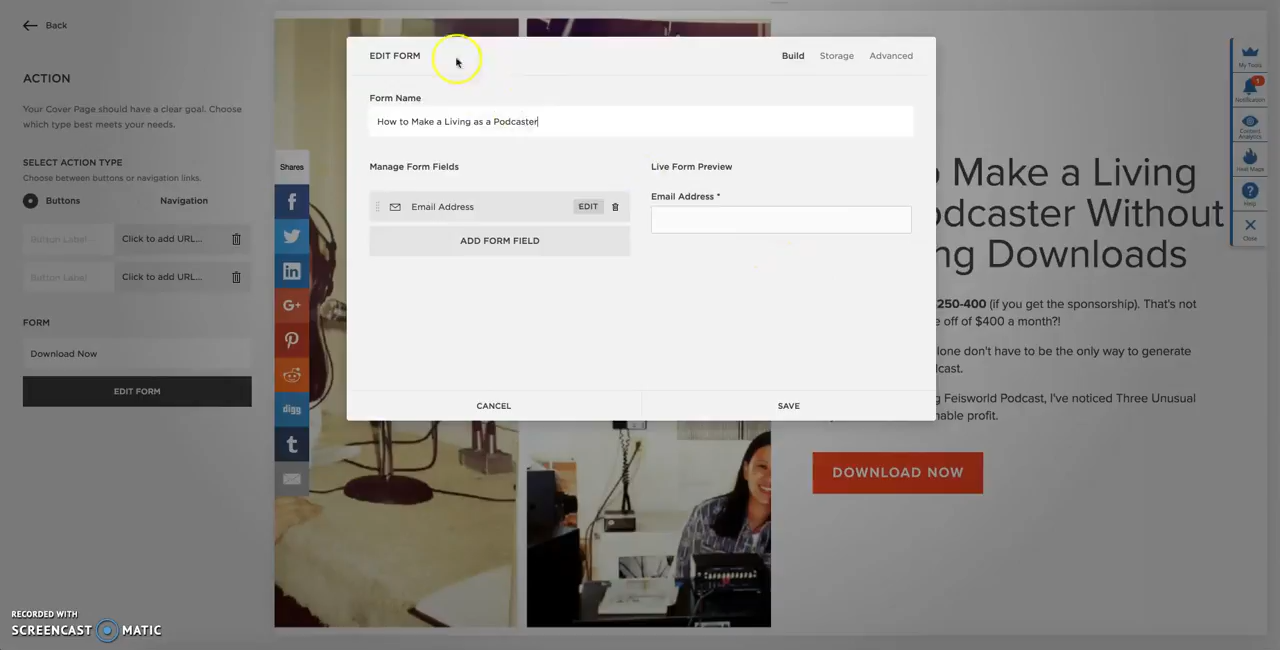 Back
ACTION
Your Cover Page should have a clear goal. Choose
which type best meets your needs.
SELECT ACTION TYPE
Choose between buttons or navigation links.
Buttons
Navigation
Button Label...
Click to add URL...
Button Label...
Click to add URL...
FORM
Download Now
EDIT FORM
RECORDED WITH
SCREENCAST MATIC
Shares
f
in
G+
digg
t
EDIT FORM
Build
Storage
Advanced
Form Name
How to Make a Living as a Podcaster
Manage Form Fields
Live Form Preview
Email Address
EDIT
ADD FORM FIELD
Email Address *
CANCEL
SAVE
Make a Living
odcaster Without
ng Downloads
250-400 (if you get the sponsorship). That's not
e off of $400 a month?!
lone don't have to be the only way to generate
cast.
g Feisworld Podcast, I've noticed Three Unusual
nable profit.
DOWNLOAD NOW
My Tools
1
Notification
Content
Analytics
Heat Maps
?
Help
Close